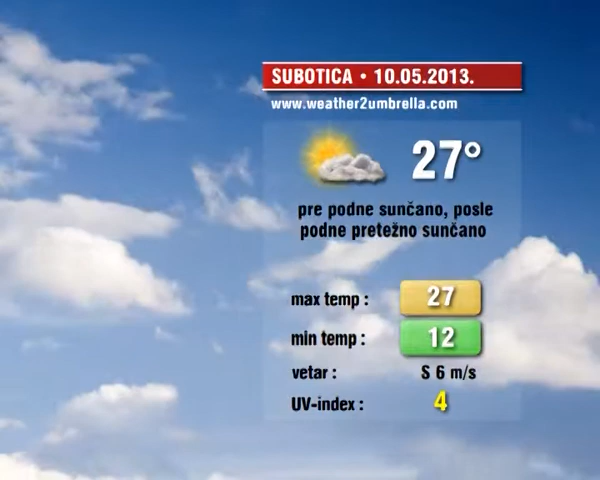 SUBOTICA • 10.05.2013.
www.weather2umbrella.com
27°
pre podne sunčano, posle
podne pretežno sunčano
max temp : 27
min temp : 12
vetar : S 6 m/s
UV-index : 4